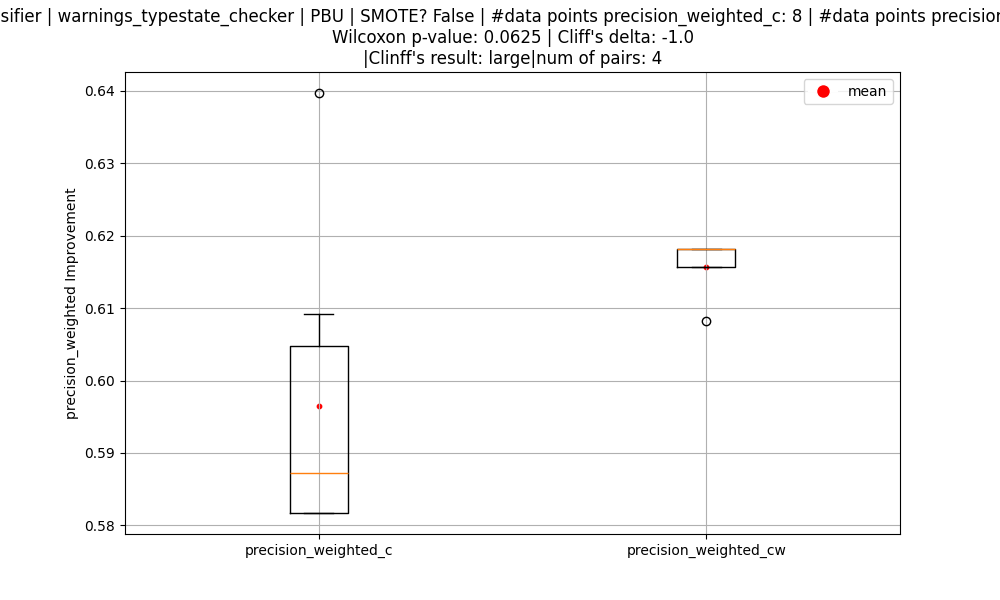 sifier | warnings_typestate_checker | PBU | SMOTE? False | #data points precision_weighted_c: 8 | #data points precision
Wilcoxon p-value: 0.0625 | Cliff's delta: -1.0
|Clinff's result: large|num of pairs: 4
mean
0.64
0.63
0.62
0.61
0.60
0.59
0.58
precision_weighted Improvement
precision_weighted_c
precision_weighted_cw